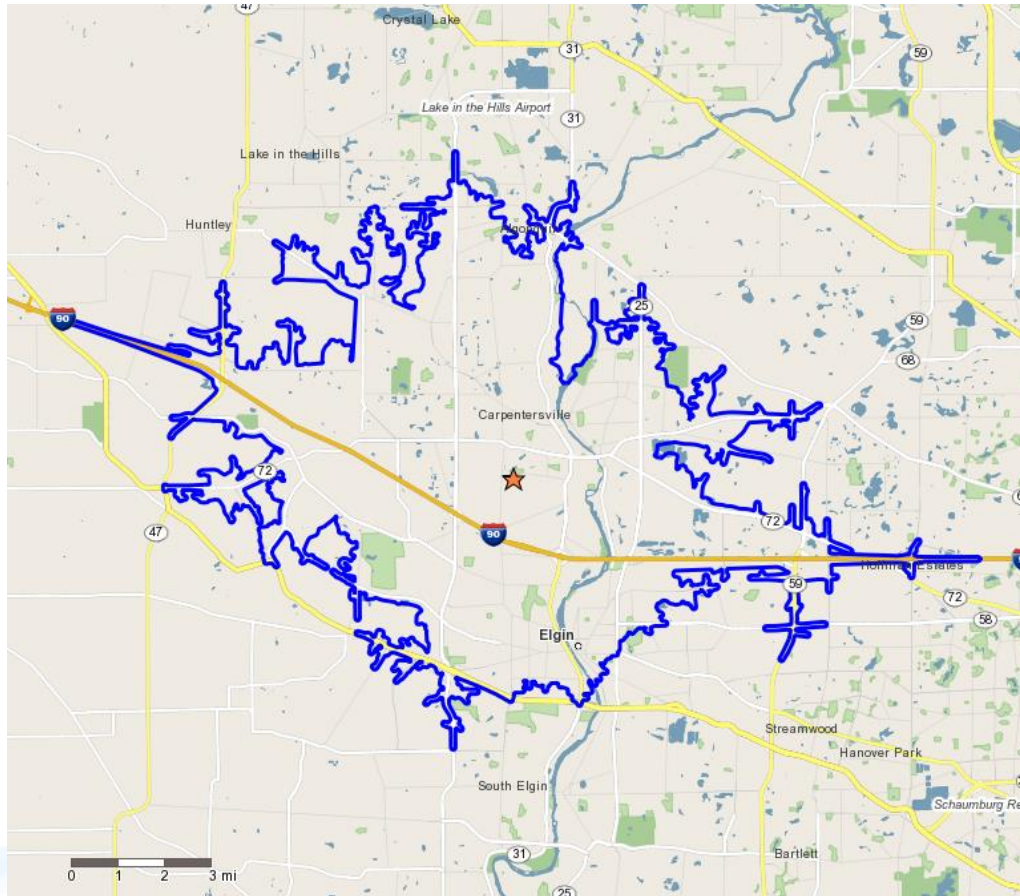 47
Crystal Lake
31
59
Lake in the Hills Airport
31
Lake in the Hills
Huntley
Algonquin
25
90
59
68
Carpentersville
72
47
90
72
Hoffman Estates
59
72
58
Elgin
Streamwood
Hanover Park
South Elgin
Schaumburg Re
31
Bartlett
25
0 1 2 3 mi